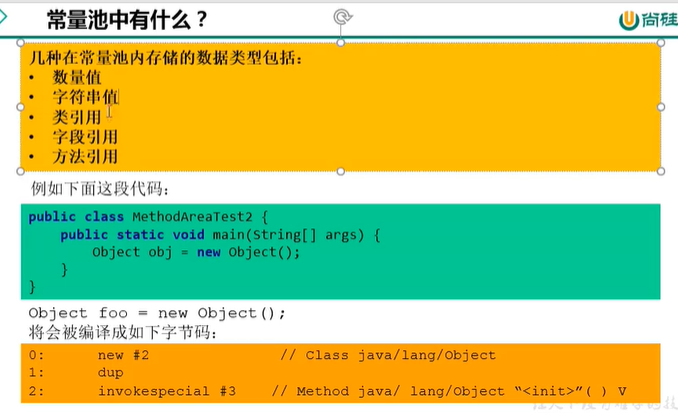 常量池中有什么？
尚硅
几种在常量池内存储的数据类型包括：
• 数量值
• 字符串值
• 类引用
• 字段引用
• 方法引用
例如下面这段代码：
public class MethodAreaTest2 {
    public static void main(String[] args) {
        Object obj = new Object();
    }
}
Object foo = new Object();
将会被编译成如下字节码：
0:      new #2      // Class java/lang/Object
1:      dup
2:      invokespecial #3      // Method java/ lang/Object “<init>”( ) V